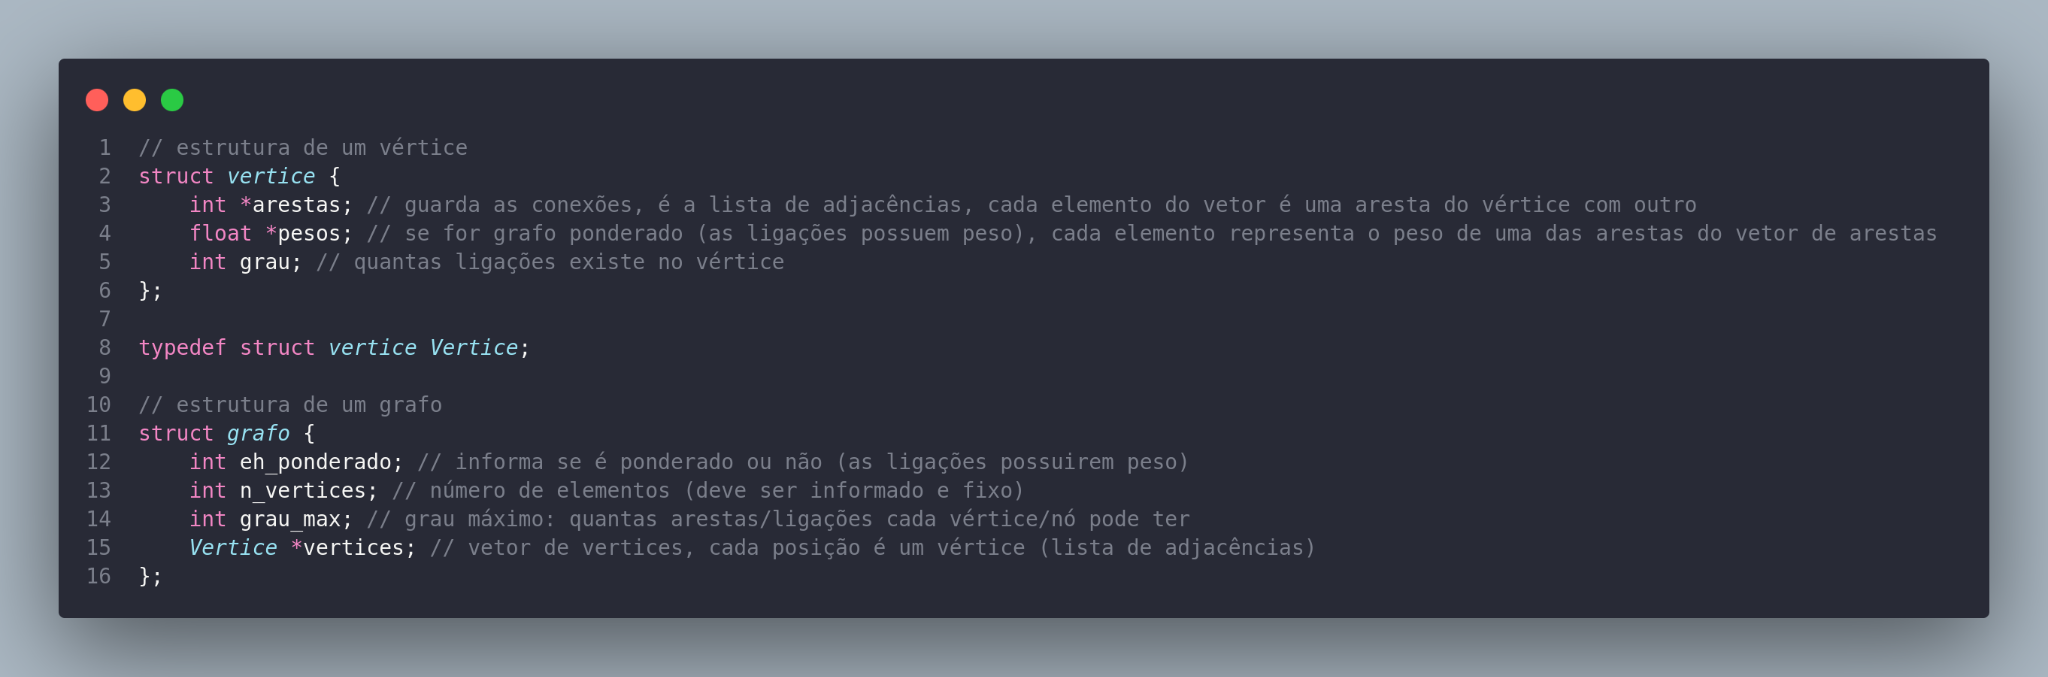 1 // estrutura de um vértice
2 struct vertice {
3     int *arestas; // guarda as conexões, é a lista de adjacências, cada elemento do vetor é uma aresta do vértice com outro
4     float *pesos; // se for grafo ponderado (as ligações possuem peso), cada elemento representa o peso de uma das arestas do vetor de arestas
5     int grau; // quantas ligações existe no vértice
6 };
7
8 typedef struct vertice Vertice;
9
10 // estrutura de um grafo
11 struct grafo {
12     int eh_ponderado; // informa se é ponderado ou não (as ligações possuirem peso)
13     int n_vertices; // número de elementos (deve ser informado e fixo)
14     int grau_max; // grau máximo: quantas arestas/ligações cada vértice/nó pode ter
15     Vertice *vertices; // vetor de vertices, cada posição é um vértice (lista de adjacências)
16 };